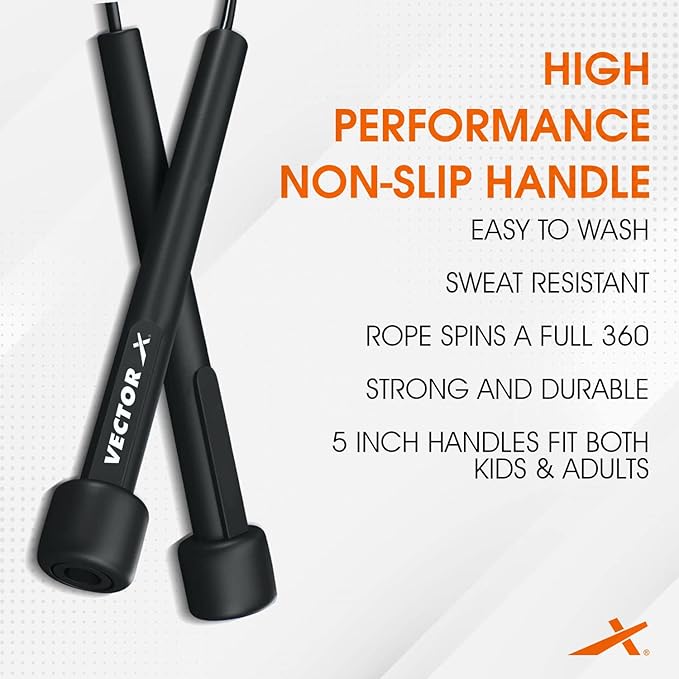 HIGH
PERFORMANCE
NON-SLIP HANDLE
EASY TO WASH
SWEAT RESISTANT
ROPE SPINS A FULL 360
STRONG AND DURABLE
5 INCH HANDLES FIT BOTH
KIDS & ADULTS
VECTOR X
®